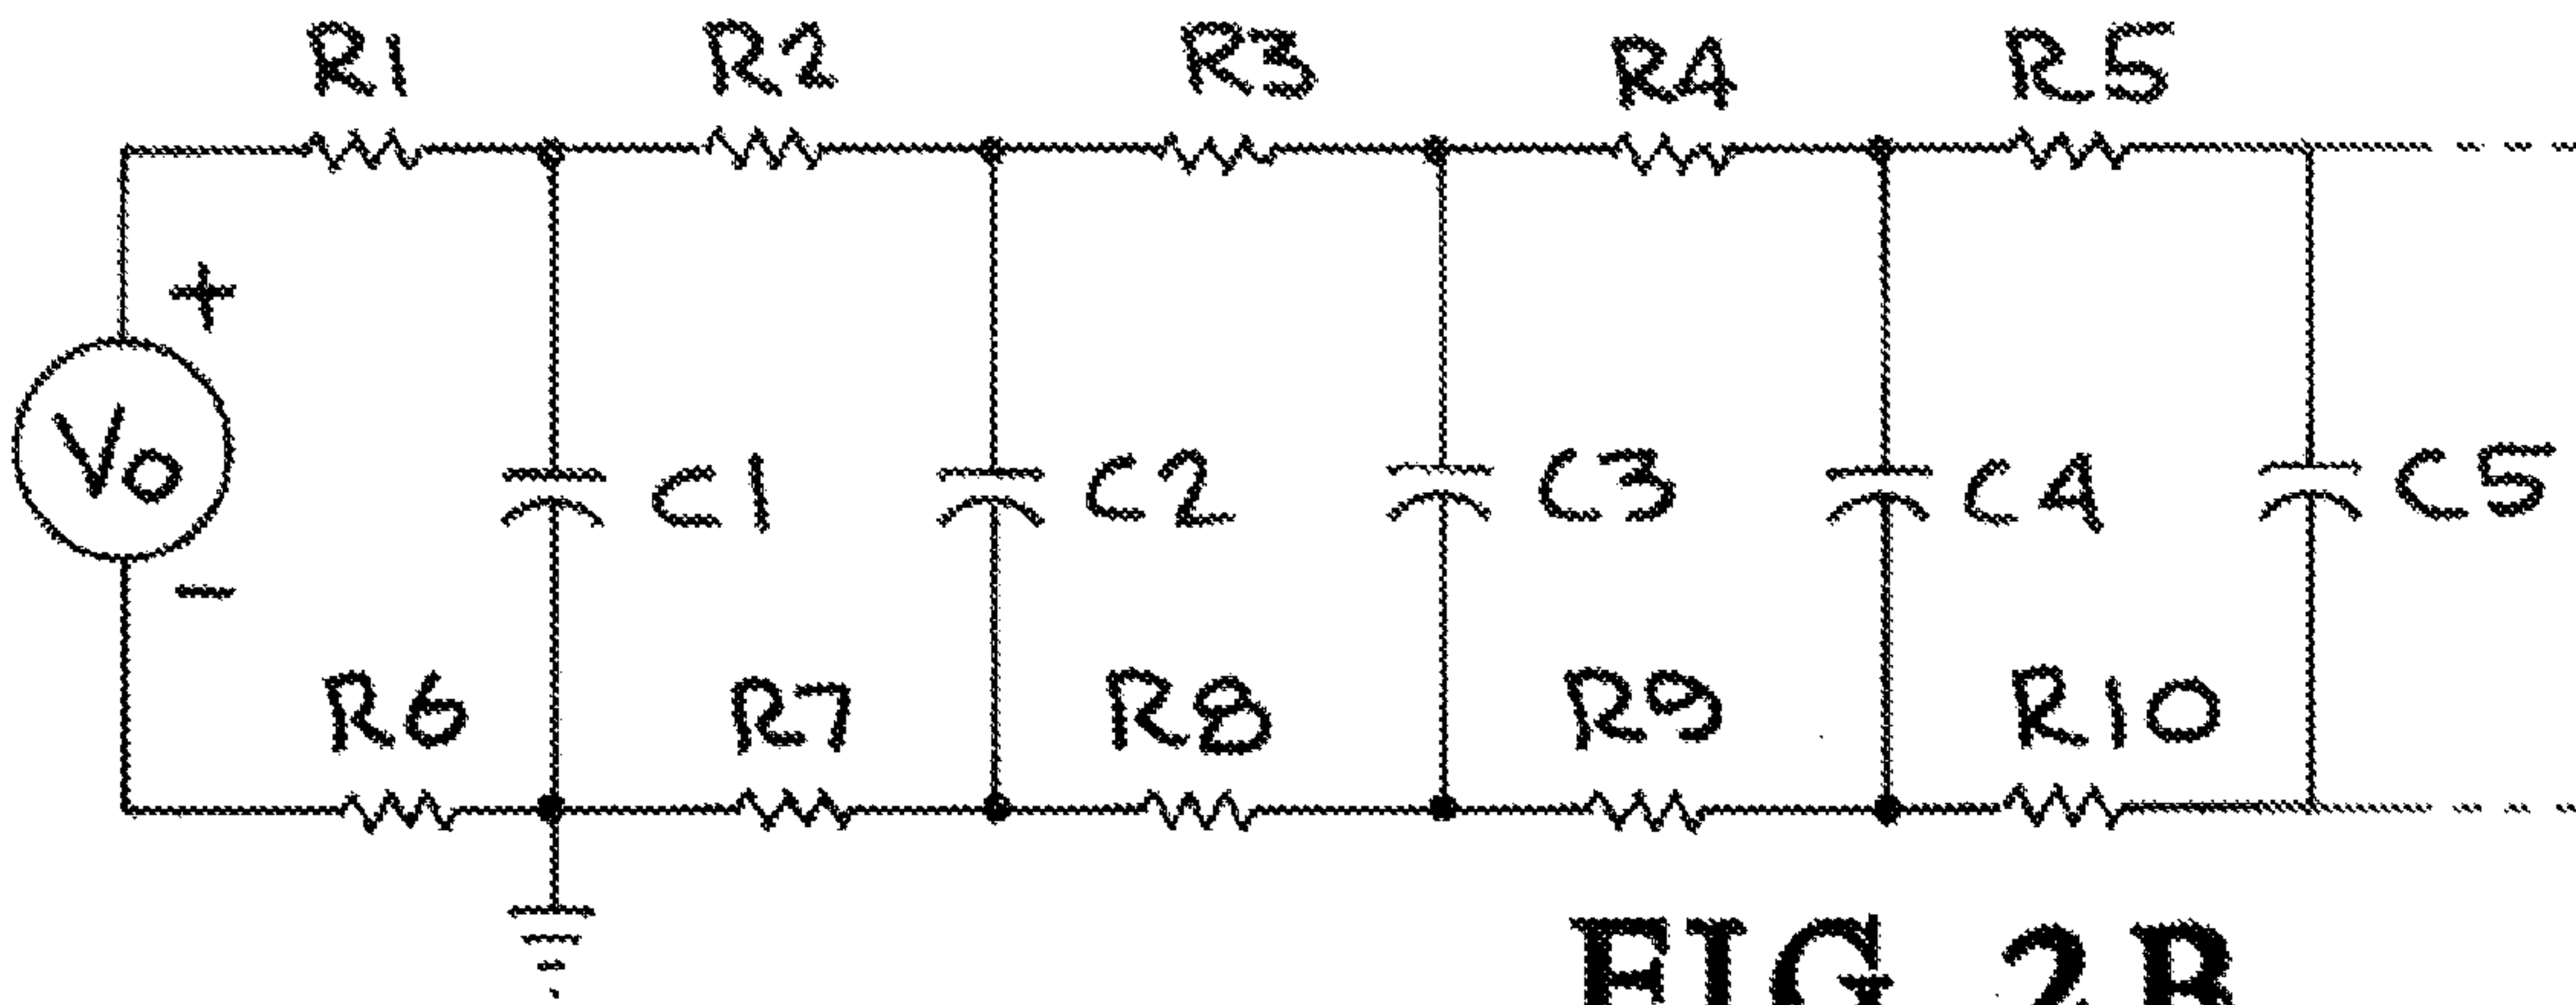 R1 R2 R3 R4 R5
+
Vo C1 C2 C3 C4 C5
-
R6 R7 R8 R9 R10
FIG 2B